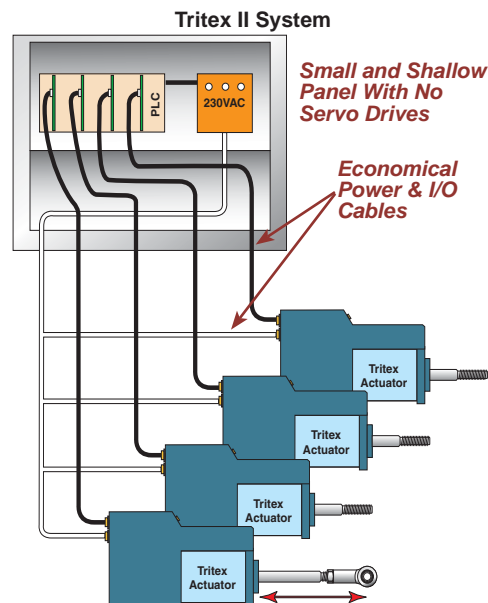 Tritex II System
PLC
230VAC
Small and Shallow
Panel With No
Servo Drives
Economical
Power & I/O
Cables
Tritex
Actuator
Tritex
Actuator
Tritex
Actuator
Tritex
Actuator